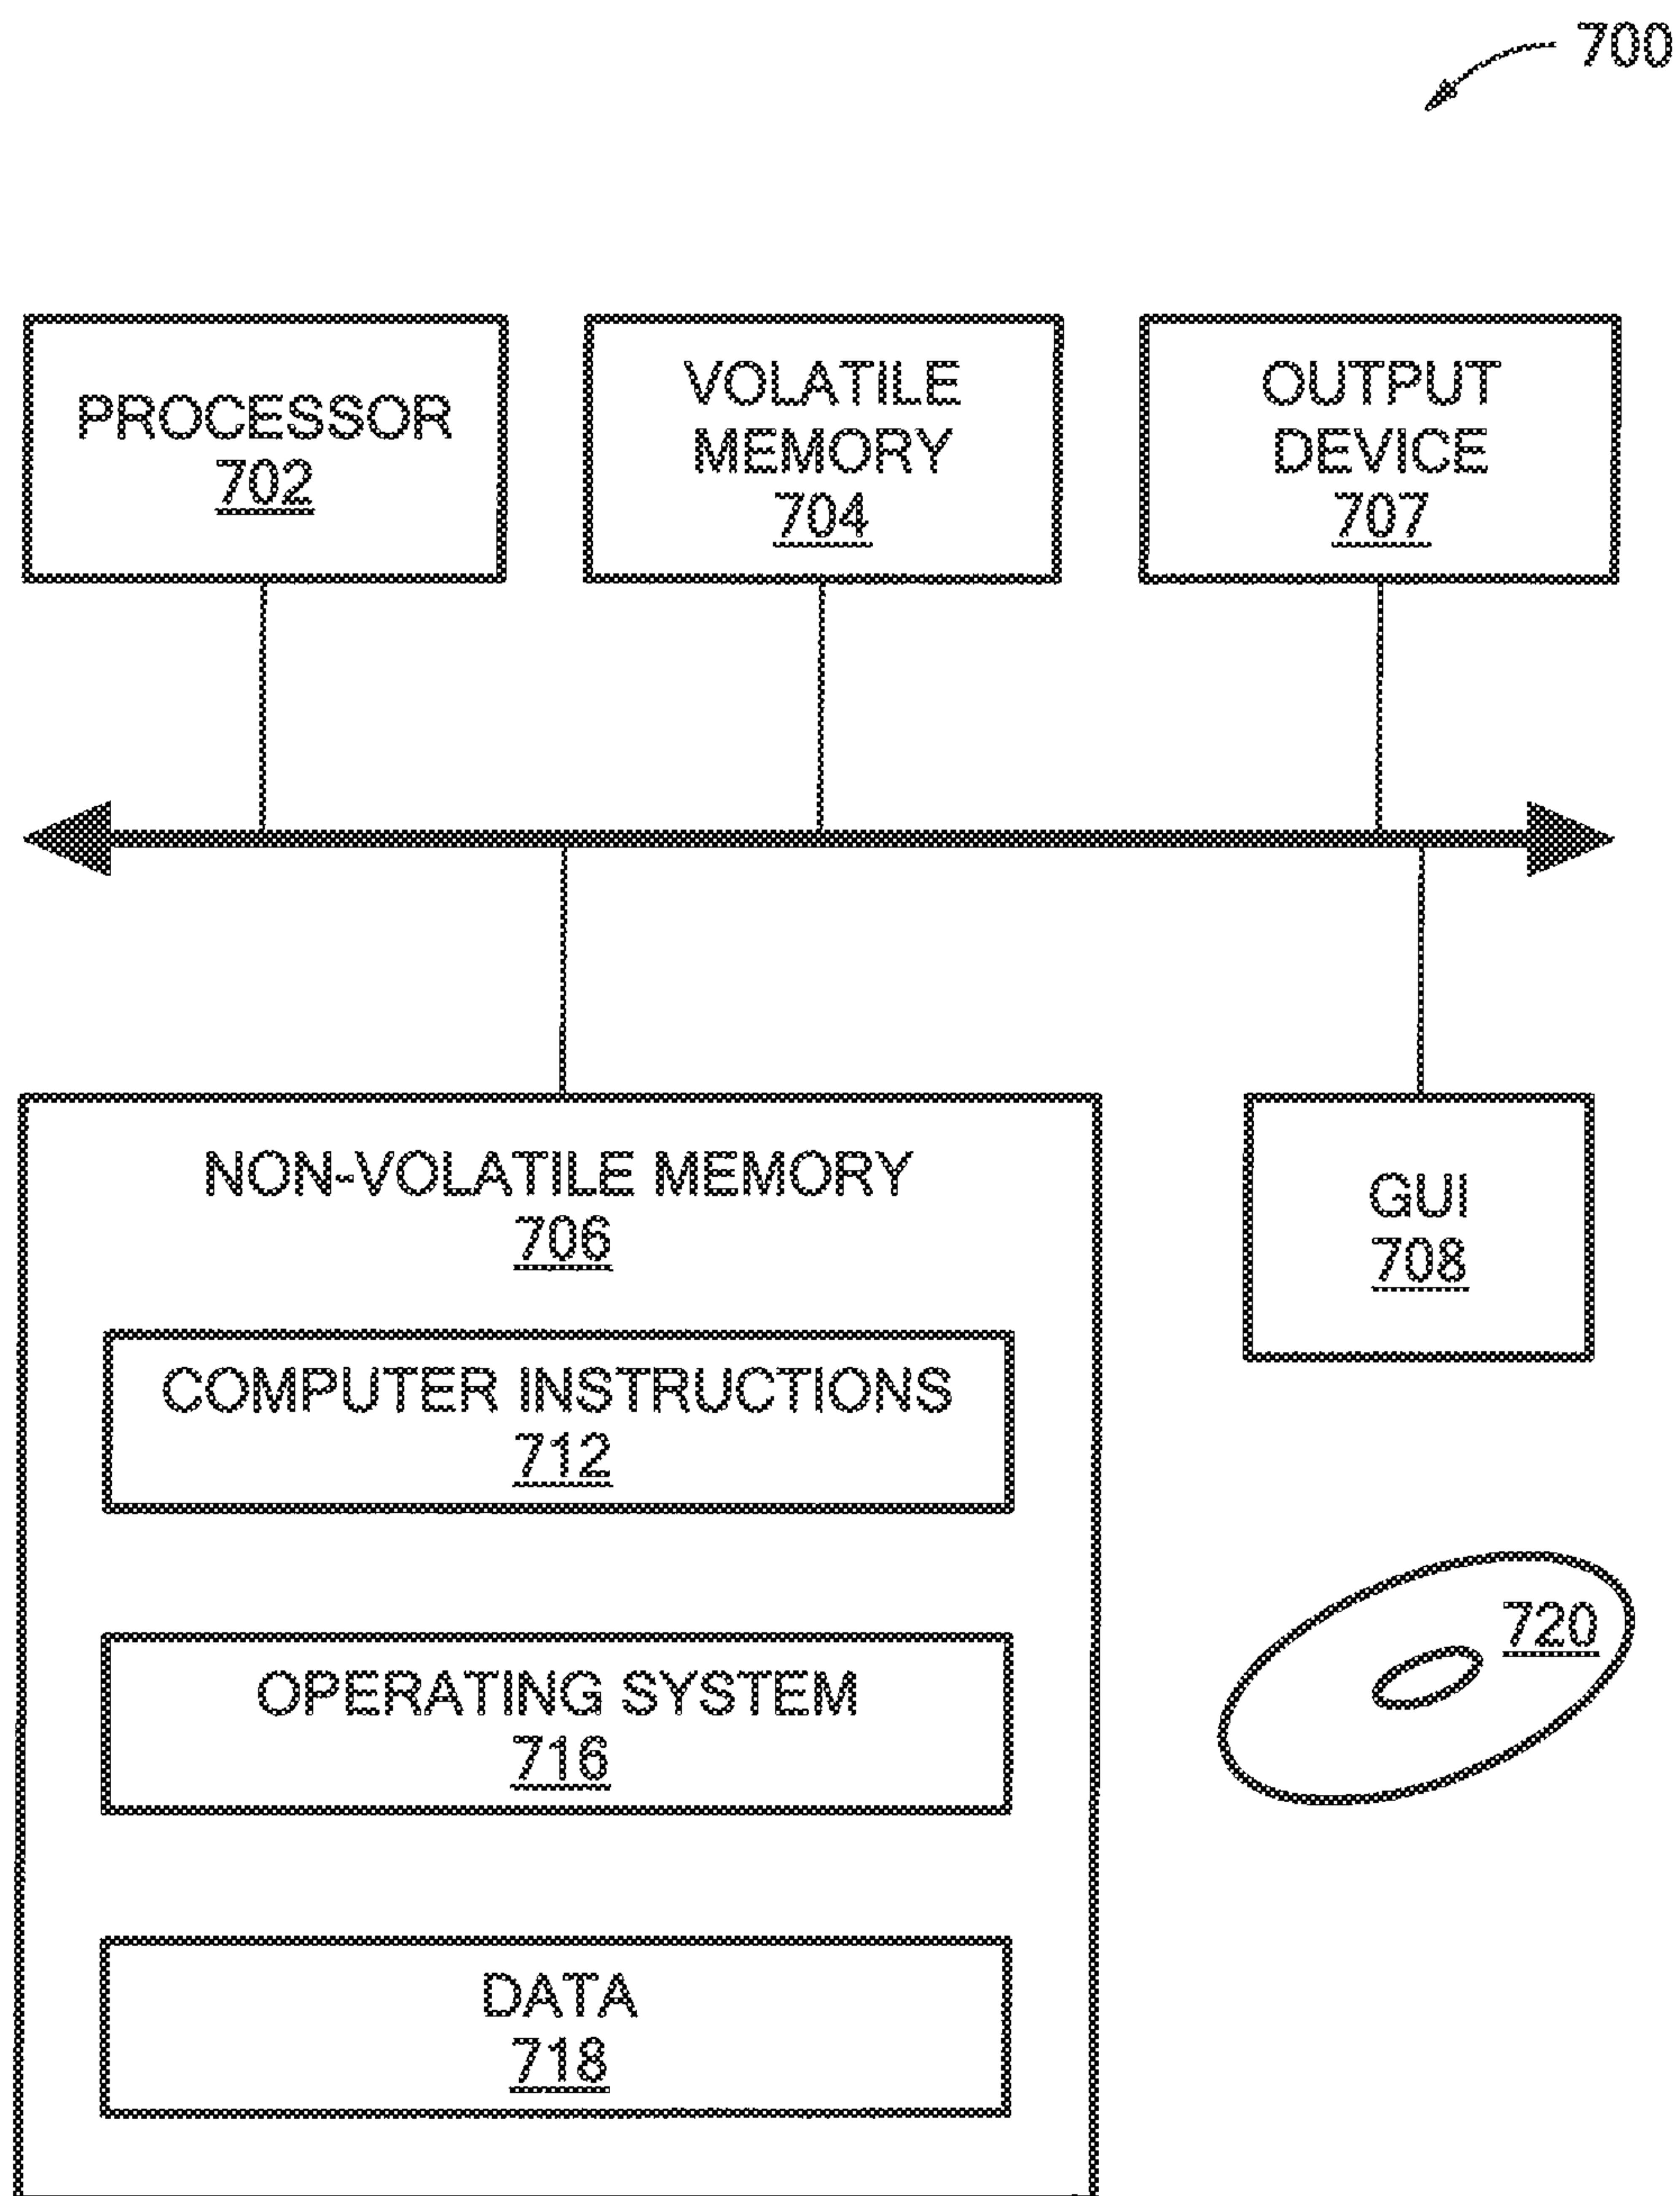 700
PROCESSOR
702
VOLATILE
MEMORY
704
OUTPUT
DEVICE
707
NON-VOLATILE MEMORY
706
GUI
708
COMPUTER INSTRUCTIONS
712
OPERATING SYSTEM
716
720
DATA
718